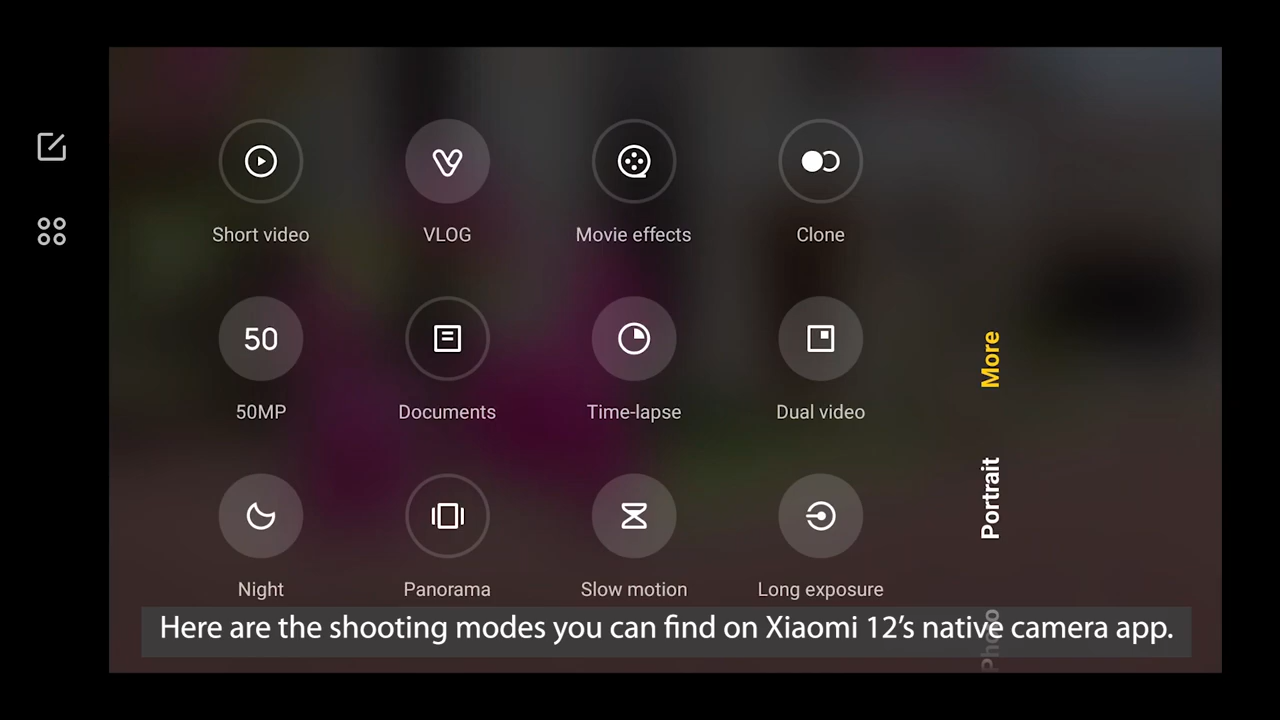 Short video
VLOG
Movie effects
Clone
50
50MP
Documents
Time-lapse
Dual video
Night
Panorama
Slow motion
Long exposure
More
Portrait
Photo
Here are the shooting modes you can find on Xiaomi 12’s native camera app.